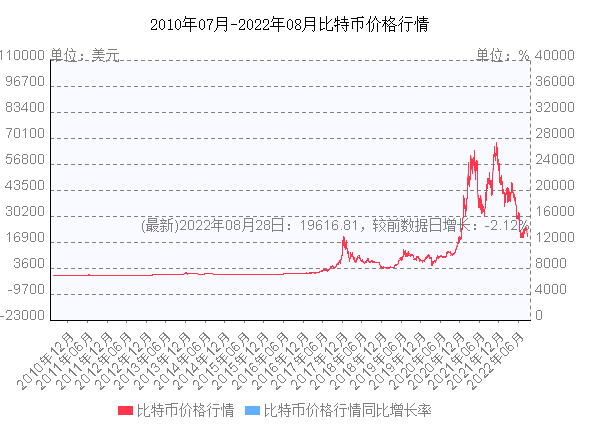 2010年07月-2022年08月比特币价格行情
单位：美元
单位：%
110000
96700
83400
70100
56800
43500
30200
16900
3600
-9700
-23000
40000
36000
32000
28000
24000
20000
16000
12000
8000
4000
0
(最新)2022年08月28日：19616.81，较前数据日增长：-2.12%
2010年12月
2011年06月
2011年12月
2012年06月
2012年12月
2013年06月
2013年12月
2014年06月
2014年12月
2015年06月
2015年12月
2016年06月
2016年12月
2017年06月
2017年12月
2018年06月
2018年12月
2019年06月
2019年12月
2020年06月
2020年12月
2021年06月
2021年12月
2022年06月
比特币价格行情
比特币价格行情同比增长率